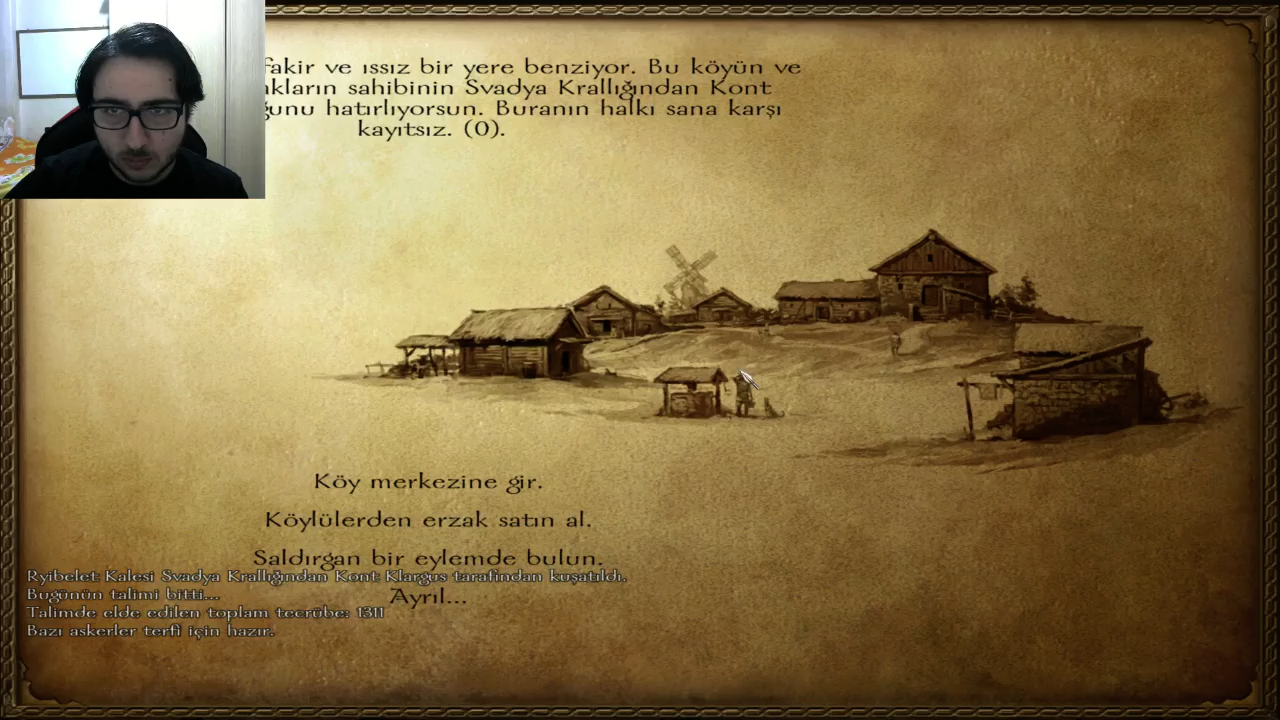 fakir ve ıssız bir yere benziyor. Bu köyün ve
sahibinin Svadya Krallığından Kont
hatırlıyorsun. Buranın halkı sana karşı
kayıtsız. (0).
Köy merkezine gir.
Köylülerden erzak satın al.
Saldırgan bir eylemde bulun.
Ryibelet Kalesi Svadya Krallığından Kont Klargus tarafından kuşatıldı.
Bugünün talimi bitti...
Ayrıl...
Talimde elde edilen toplam tecrübe: 1311
Bazı askerler terfi için hazır.